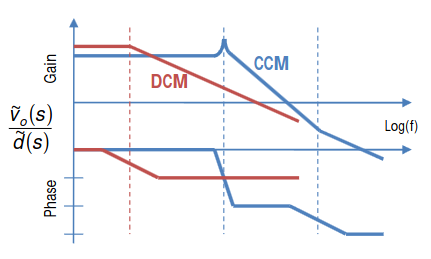 Gain
CCM
DCM
ṽₒ(s)
d̃(s)
Log(f)
Phase